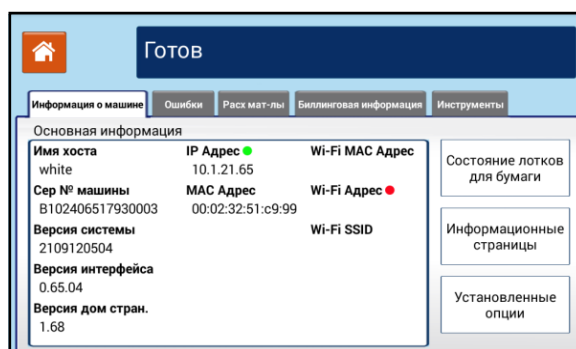 Готов
Информация о машине Ошибки Расх мат-лы Биллинговая информация Инструменты
Основная информация
Имя хоста IP Адрес Wi-Fi MAC Адрес
white 10.1.21.65
Сер № машины MAC Адрес Wi-Fi Адрес
B102406517930003 00:02:32:51:c9:99
Версия системы Wi-Fi SSID
2109120504
Версия интерфейса
0.65.04
Версия дом стран.
1.68
Состояние лотков
для бумаги
Информационные
страницы
Установленные
опции